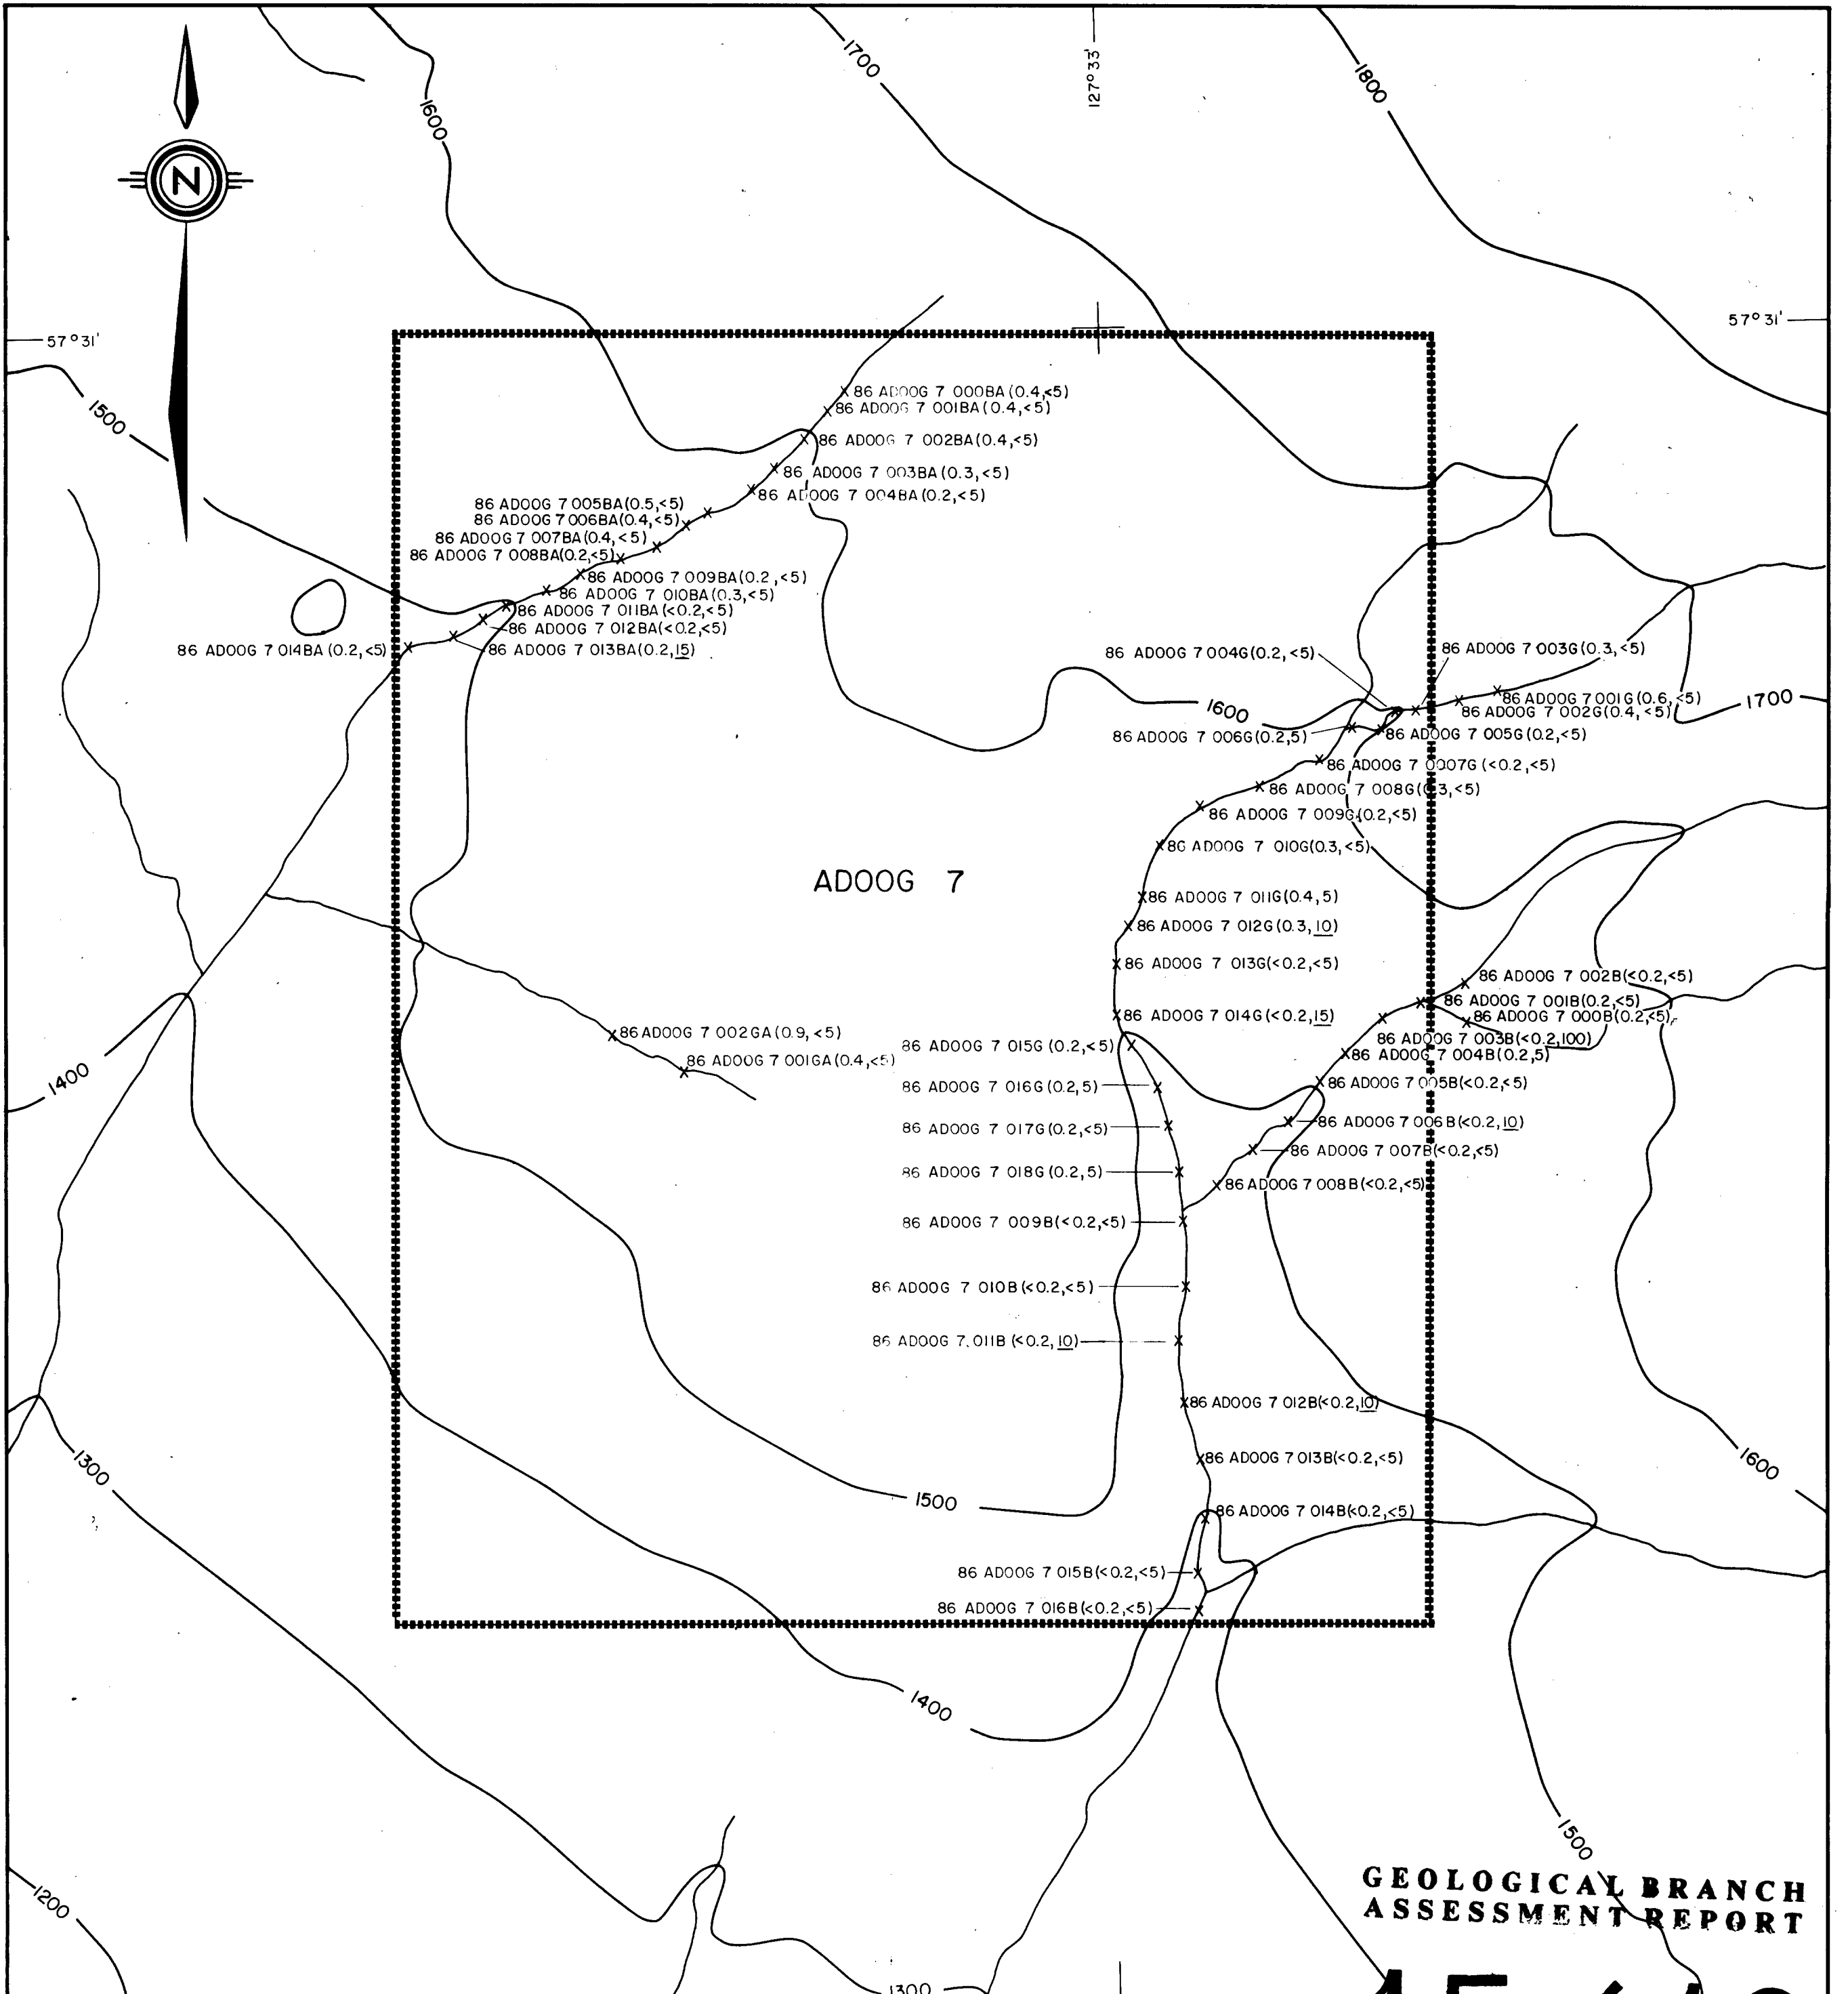 1700
127°33'
1800
1600
N
57°31'
57°31'
1500
86 ADOOG 7 000BA (0.4,<5)
86 ADOOG 7 001BA (0.4,<5)
86 ADOOG 7 002BA (0.4,<5)
86 ADOOG 7 003BA (0.3,<5)
86 ADOOG 7 004BA (0.2,<5)
86 ADOOG 7 005BA (0.5,<5)
86 ADOOG 7 006BA (0.4,<5)
86 ADOOG 7 007BA (0.4,<5)
86 ADOOG 7 008BA (0.2,<5)
86 ADOOG 7 009BA (0.2,<5)
86 ADOOG 7 010BA (0.3,<5)
86 ADOOG 7 011BA (<0.2,<5)
86 ADOOG 7 012BA (<0.2,<5)
86 ADOOG 7 013BA (0.2,15)
86 ADOOG 7 014BA (0.2,<5)
86 ADOOG 7 004G (0.2,<5)
86 ADOOG 7 003G (0.3,<5)
86 ADOOG 7 001G (0.6,<5)
86 ADOOG 7 002G (0.4,<5)
1700
1600
86 ADOOG 7 006G (0.2,5)
86 ADOOG 7 005G (0.2,<5)
86 ADOOG 7 0007G (<0.2,<5)
86 ADOOG 7 008G (0.3,<5)
86 ADOOG 7 009G (0.2,<5)
86 ADOOG 7 010G (0.3,<5)
ADOOG 7
86 ADOOG 7 011G (0.4,5)
86 ADOOG 7 012G (0.3,10)
86 ADOOG 7 013G (<0.2,<5)
86 ADOOG 7 002B (<0.2,<5)
86 ADOOG 7 001B (0.2,<5)
86 ADOOG 7 000B (0.2,<5)
86 ADOOG 7 014G (<0.2,15)
86 ADOOG 7 003B (<0.2,100)
86 ADOOG 7 004B (0.2,5)
86 ADOOG 7 002GA (0.9,<5)
86 ADOOG 7 001GA (0.4,<5)
86 ADOOG 7 015G (0.2,<5)
1400
86 ADOOG 7 016G (0.2,5)
86 ADOOG 7 005B (<0.2,<5)
86 ADOOG 7 017G (0.2,<5)
86 ADOOG 7 006B (<0.2,10)
86 ADOOG 7 007B (<0.2,<5)
86 ADOOG 7 018G (0.2,5)
86 ADOOG 7 008B (<0.2,<5)
86 ADOOG 7 009B (<0.2,<5)
86 ADOOG 7 010B (<0.2,<5)
86 ADOOG 7 011B (<0.2,10)
86 ADOOG 7 012B (<0.2,10)
86 ADOOG 7 013B (<0.2,<5)
1300
1600
1500
86 ADOOG 7 014B (<0.2,<5)
86 ADOOG 7 015B (<0.2,<5)
86 ADOOG 7 016B (<0.2,<5)
1400
1500
GEOLOGICAL BRANCH
ASSESSMENT REPORT
1200
1300